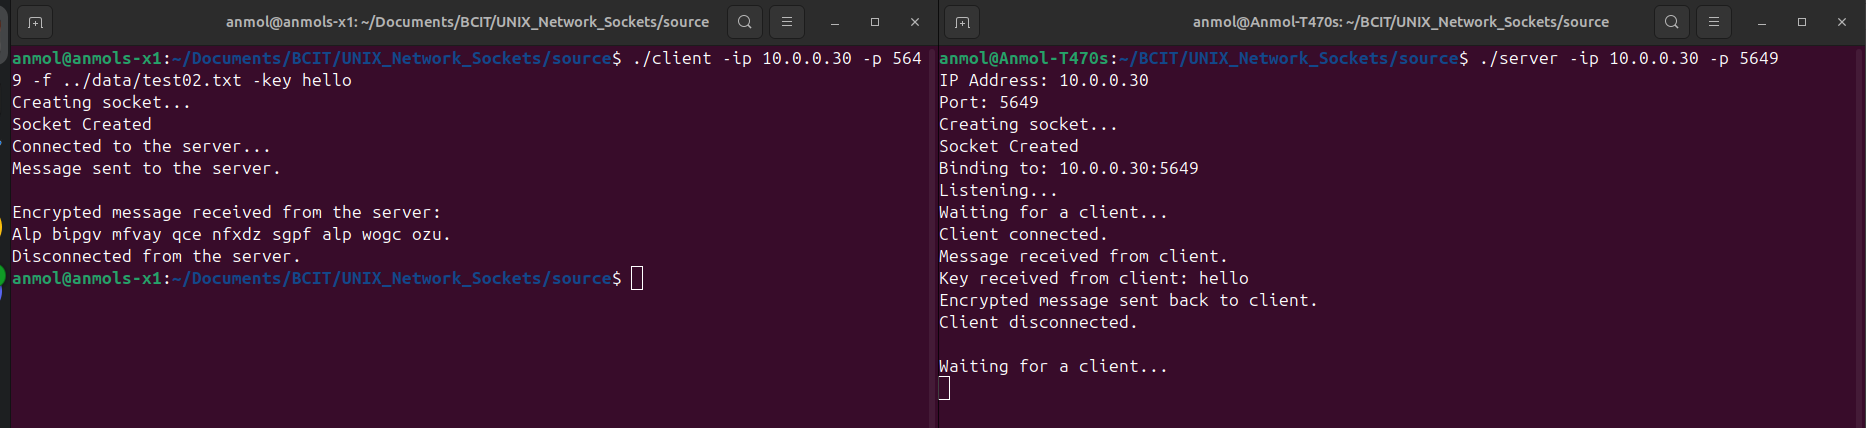 anmol@anmols-x1: ~/Documents/BCIT/UNIX_Network_Sockets/source
anmol@anmols-x1:~/Documents/BCIT/UNIX_Network_Sockets/source$ ./client -ip 10.0.0.30 -p 564
9 -f ../data/test02.txt -key hello
Creating socket...
Socket Created
Connected to the server...
Message sent to the server.
Encrypted message received from the server:
Alp bipgv mfvay qce nfxdz sgpf alp wogc ozu.
Disconnected from the server.
anmol@anmols-x1:~/Documents/BCIT/UNIX_Network_Sockets/source$
anmol@Anmol-T470s: ~/BCIT/UNIX_Network_Sockets/source
anmol@Anmol-T470s:~/BCIT/UNIX_Network_Sockets/source$ ./server -ip 10.0.0.30 -p 5649
IP Address: 10.0.0.30
Port: 5649
Creating socket...
Socket Created
Binding to: 10.0.0.30:5649
Listening...
Waiting for a client...
Client connected.
Message received from client.
Key received from client: hello
Encrypted message sent back to client.
Client disconnected.
Waiting for a client...